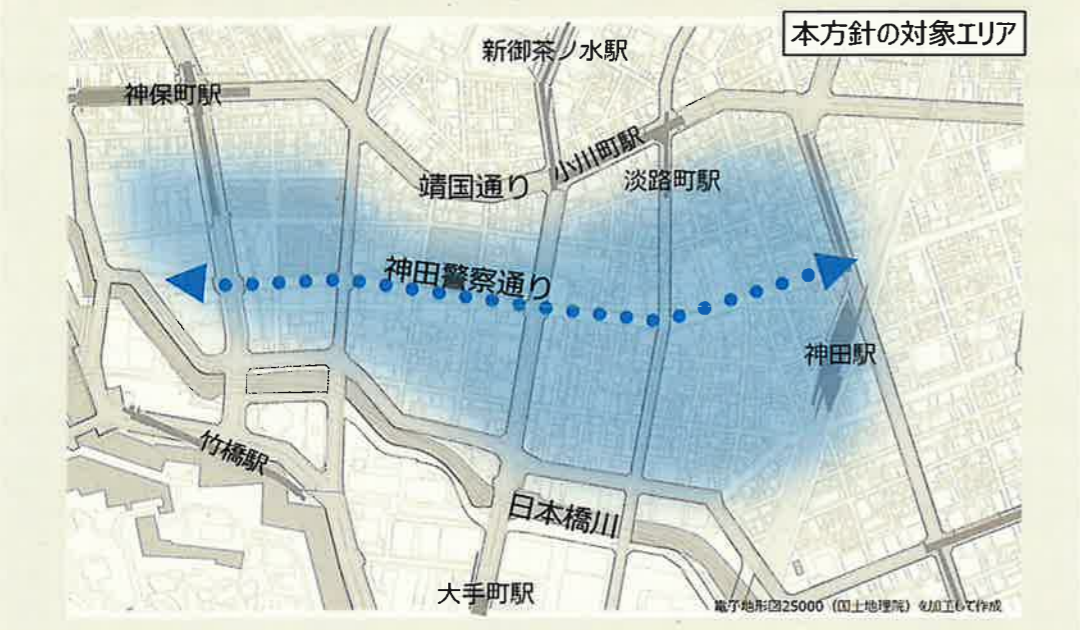 本方針の対象エリア
新御茶ノ水駅
神保町駅
小川町駅
淡路町駅
靖国通り
神田警察通り
神田駅
竹橋駅
日本橋川
大手町駅
電子地形図25000（国土地理院）を加工して作成